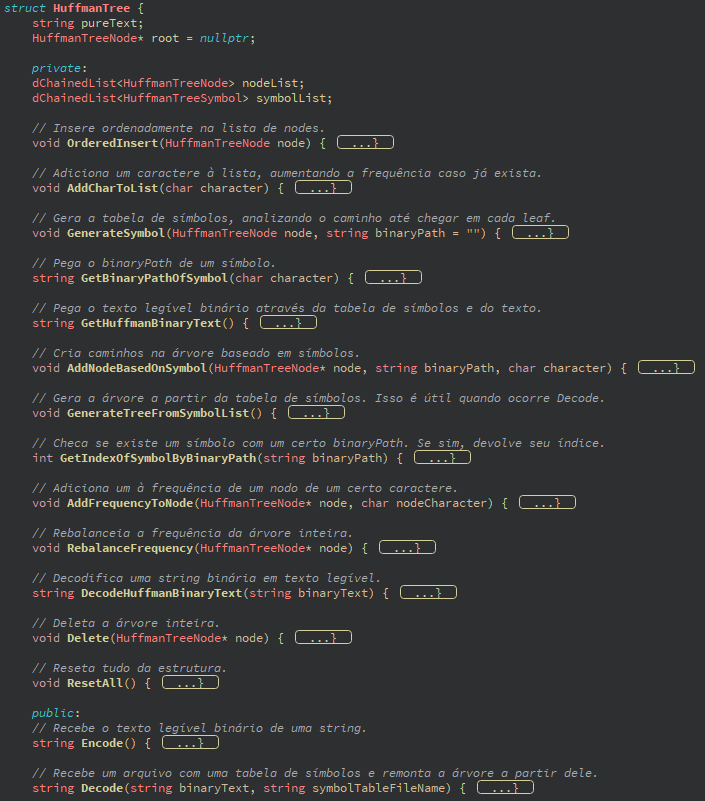 struct HuffmanTree {
string pureText;
HuffmanTreeNode* root = nullptr;
private:
dChainedList<HuffmanTreeNode> nodeList;
dChainedList<HuffmanTreeSymbol> symbolList;
// Insere ordenadamente na lista de nodes.
void OrderedInsert(HuffmanTreeNode node) { ...}
// Adiciona um caractere à lista, aumentando a frequência caso já exista.
void AddCharToList(char character) { ...}
// Gera a tabela de símbolos, analizando o caminho até chegar em cada leaf.
void GenerateSymbol(HuffmanTreeNode node, string binaryPath = "") { ...}
// Pega o binaryPath de um símbolo.
string GetBinaryPathOfSymbol(char character) { ...}
// Pega o texto legível binário através da tabela de símbolos e do texto.
string GetHuffmanBinaryText() { ...}
// Cria caminhos na árvore baseado em símbolos.
void AddNodeBasedOnSymbol(HuffmanTreeNode* node, string binaryPath, char character) { ...}
// Gera a árvore a partir da tabela de símbolos. Isso é útil quando ocorre Decode.
void GenerateTreeFromSymbolList() { ...}
// Checa se existe um símbolo com um certo binaryPath. Se sim, devolve seu índice.
int GetIndexOfSymbolByBinaryPath(string binaryPath) { ...}
// Adiciona um à frequência de um nodo de um certo caractere.
void AddFrequencyToNode(HuffmanTreeNode* node, char nodeCharacter) { ...}
// Rebalanceia a frequência da árvore inteira.
void RebalanceFrequency(HuffmanTreeNode* node) { ...}
// Decodifica uma string binária em texto legível.
string DecodeHuffmanBinaryText(string binaryText) { ...}
// Deleta a árvore inteira.
void Delete(HuffmanTreeNode* node) { ...}
// Reseta tudo da estrutura.
void ResetAll() { ...}
public:
// Recebe o texto legível binário de uma string.
string Encode() { ...}
// Recebe um arquivo com uma tabela de símbolos e remonta a árvore a partir dele.
string Decode(string binaryText, string symbolTableFileName) { ...}